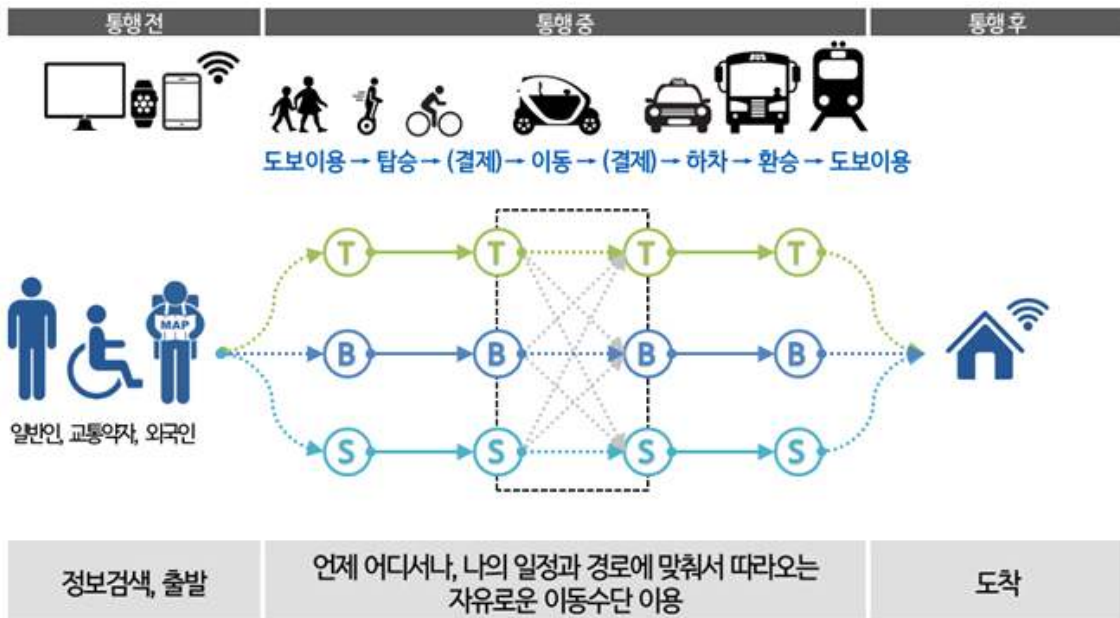 통행 전
통행 중
통행 후
도보이용 → 탑승 → (결제) → 이동 → (결제) → 하차 → 환승 → 도보이용
T T T T
MAP
B B B B
일반인, 교통약자, 외국인
S S S S
정보검색, 출발
언제 어디서나, 나의 일정과 경로에 맞춰서 따라오는
자유로운 이동수단 이용
도착